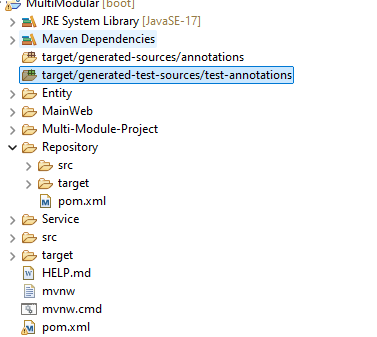 MultiModular [boot]
JRE System Library [JavaSE-17]
Maven Dependencies
target/generated-sources/annotations
target/generated-test-sources/test-annotations
Entity
MainWeb
Multi-Module-Project
Repository
src
target
pom.xml
Service
src
target
HELP.md
mvnw
mvnw.cmd
pom.xml